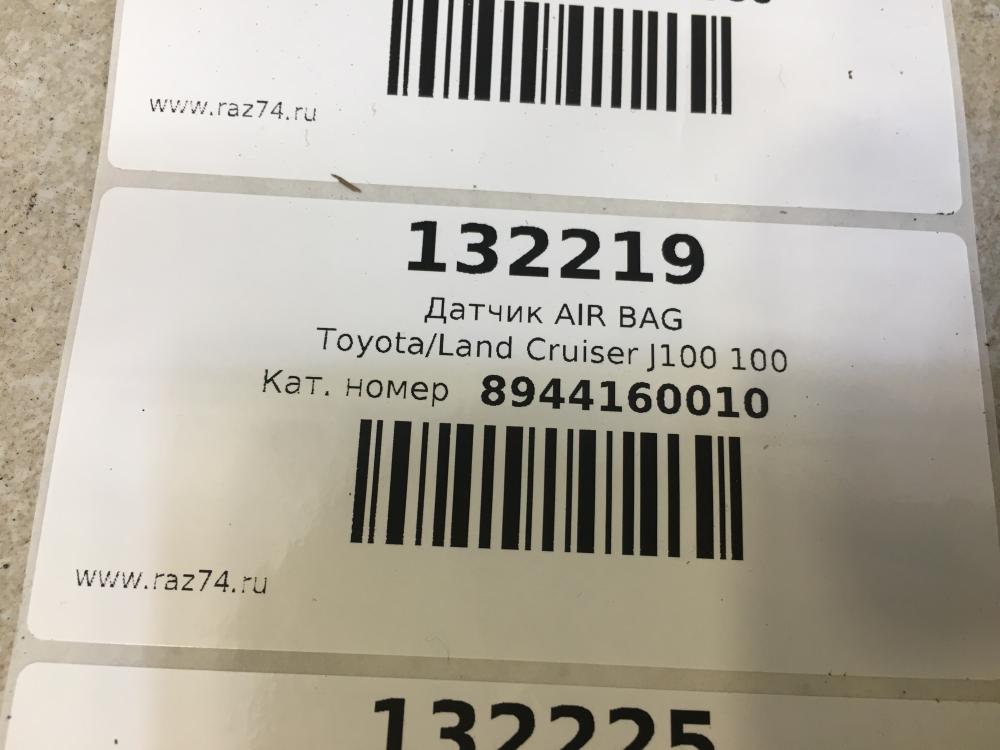 www.raz74.ru
132219
Датчик AIR BAG
Toyota/Land Cruiser J100 100
Кат. номер 8944160010
www.raz74.ru
132225